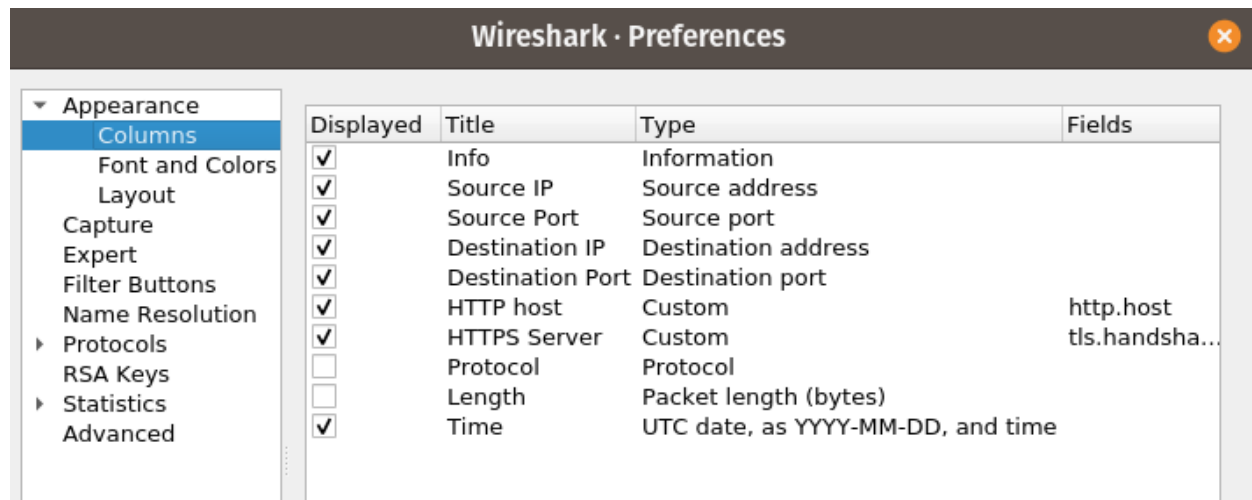 Wireshark · Preferences
Appearance
Columns
Font and Colors
Layout
Capture
Expert
Filter Buttons
Name Resolution
Protocols
RSA Keys
Statistics
Advanced
Displayed Title Type Fields
Info Information
Source IP Source address
Source Port Source port
Destination IP Destination address
Destination Port Destination port
HTTP host Custom http.host
HTTPS Server Custom tls.handsha...
Protocol Protocol
Length Packet length (bytes)
Time UTC date, as YYYY-MM-DD, and time